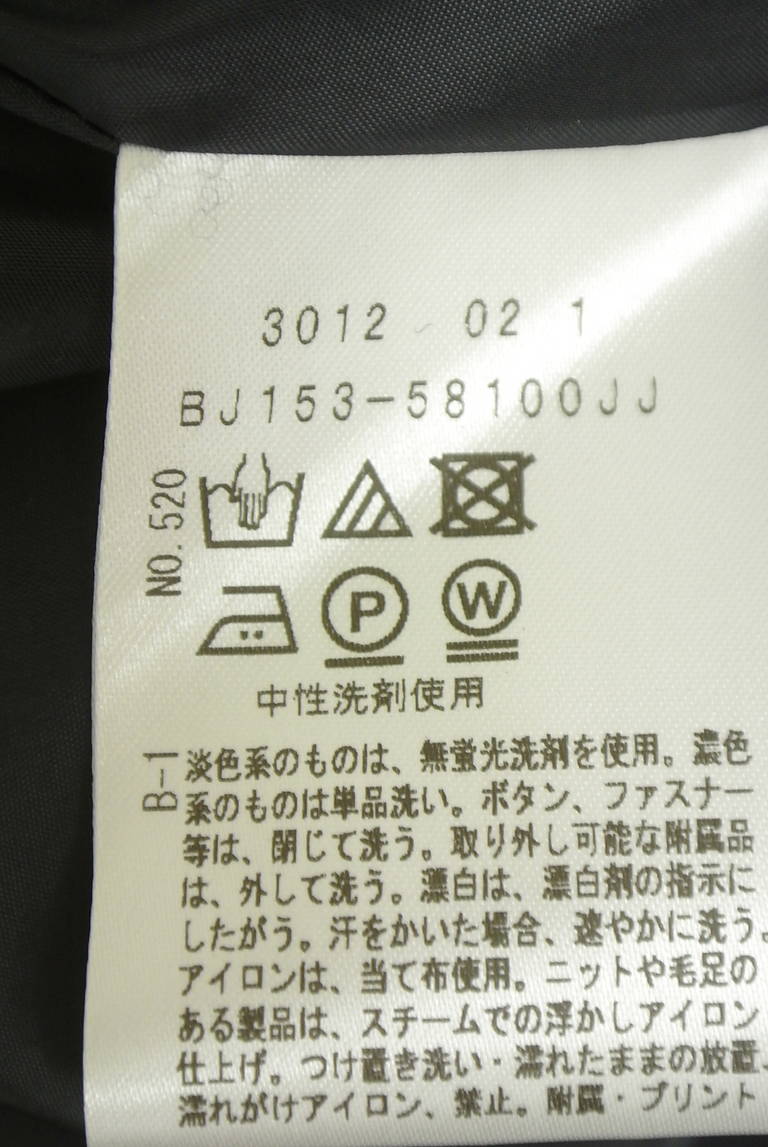 3012 02 1
BJ153-58100JJ
NO. 520
P
W
中性洗剤使用
B-1
淡色系のものは、無蛍光洗剤を使用。濃色
系のものは単品洗い。ボタン、ファスナー
等は、閉じて洗う。取り外し可能な附属品
は、外して洗う。漂白は、漂白剤の指示に
したがう。汗をかいた場合、速やかに洗う。
アイロンは、当て布使用。ニットや毛足の
ある製品は、スチームでの浮かしアイロン
仕上げ。つけ置き洗い・濡れたままの放置、
濡れがけアイロン、禁止。附属・プリント